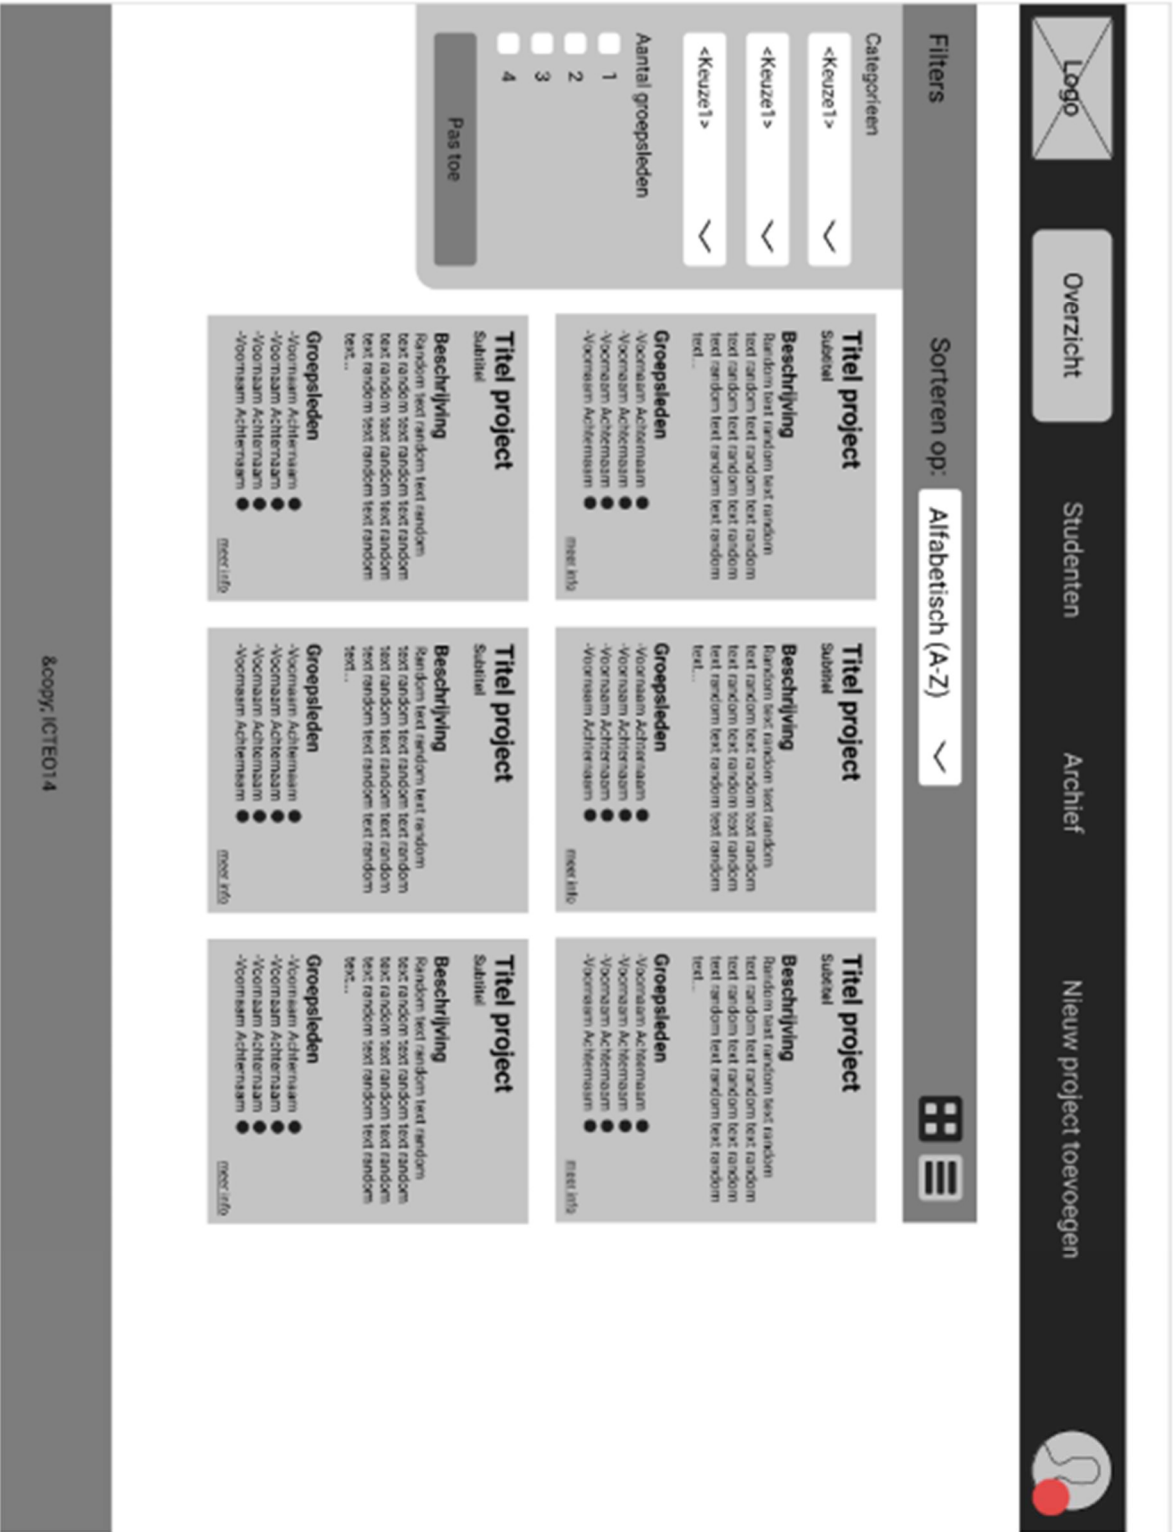 Logo
Overzicht
Studenten
Archief
Nieuw project toevoegen
Filters
Sorteren op:
Alfabetisch (A-Z)
Categorieen
<Keuze1>
<Keuze1>
<Keuze1>
Aantal groepsleden
1
2
3
4
Pas toe
Titel project
Subtitel
Beschrijving
Random text random text random
text random text random text random
text random text random text random
text random text random text random
text...
Groepsleden
-Voornaam Achternaam
-Voornaam Achternaam
-Voornaam Achternaam
-Voornaam Achternaam
meer info
Titel project
Subtitel
Beschrijving
Random text random text random
text random text random text random
text random text random text random
text random text random text random
text...
Groepsleden
-Voornaam Achternaam
-Voornaam Achternaam
-Voornaam Achternaam
-Voornaam Achternaam
meer info
Titel project
Subtitel
Beschrijving
Random text random text random
text random text random text random
text random text random text random
text random text random text random
text...
Groepsleden
-Voornaam Achternaam
-Voornaam Achternaam
-Voornaam Achternaam
-Voornaam Achternaam
meer info
Titel project
Subtitel
Beschrijving
Random text random text random
text random text random text random
text random text random text random
text random text random text random
text...
Groepsleden
-Voornaam Achternaam
-Voornaam Achternaam
-Voornaam Achternaam
-Voornaam Achternaam
meer info
Titel project
Subtitel
Beschrijving
Random text random text random
text random text random text random
text random text random text random
text random text random text random
text...
Groepsleden
-Voornaam Achternaam
-Voornaam Achternaam
-Voornaam Achternaam
-Voornaam Achternaam
meer info
Titel project
Subtitel
Beschrijving
Random text random text random
text random text random text random
text random text random text random
text random text random text random
text...
Groepsleden
-Voornaam Achternaam
-Voornaam Achternaam
-Voornaam Achternaam
-Voornaam Achternaam
meer info
&copy; ICTEO14